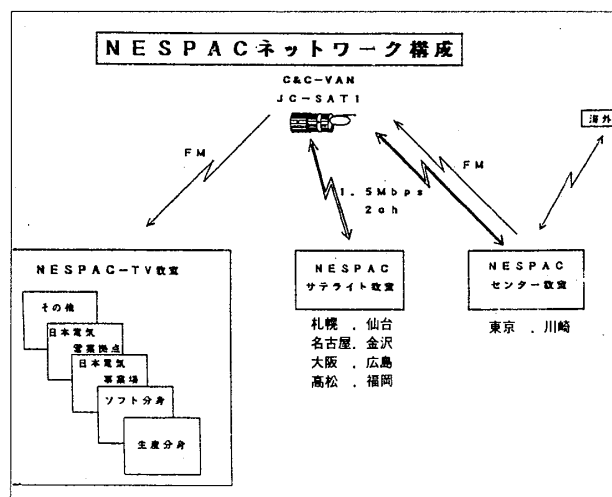 NESPACネットワーク構成
C&C-VAN
JC-SAT1
海外
FM
FM
1.5Mbps
2ch
NESPAC-TV教室
その他
日本電気
営業拠点
日本電気
事業場
ソフト分身
生産分身
NESPAC
サテライト教室
札幌 . 仙台
名古屋. 金沢
大阪 . 広島
高松 . 福岡
NESPAC
センター教室
東京 . 川崎